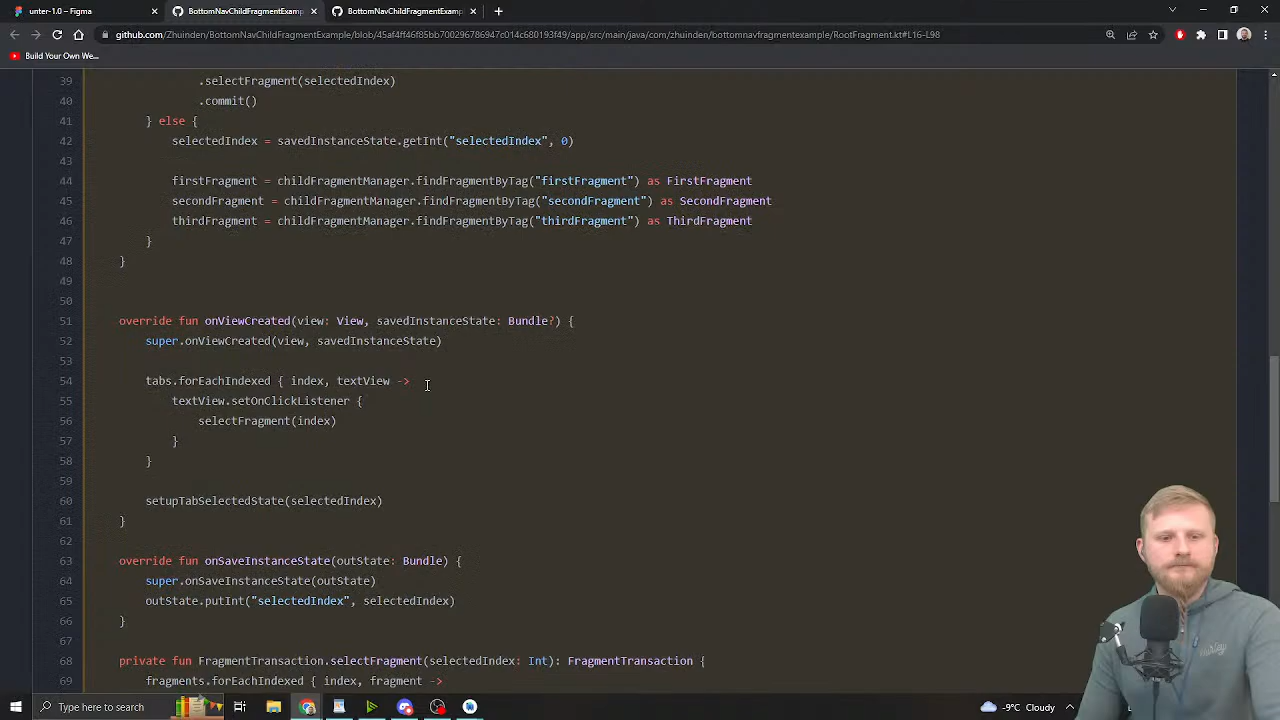 unter-1.0 – Figma
BottomNavChildFragmentExamp
BottomNavChildFragmentExamp
github.com/Zhuinden/BottomNavChildFragmentExample/blob/45af4ff46f85bb700296786947c014c680193f49/app/src/main/java/com/zhuinden/bottomnavfragmentexample/RootFragment.kt#L16-L98
Build Your Own We...
39 .selectFragment(selectedIndex)
40 .commit()
41 } else {
42 selectedIndex = savedInstanceState.getInt("selectedIndex", 0)
43
44 firstFragment = childFragmentManager.findFragmentByTag("firstFragment") as FirstFragment
45 secondFragment = childFragmentManager.findFragmentByTag("secondFragment") as SecondFragment
46 thirdFragment = childFragmentManager.findFragmentByTag("thirdFragment") as ThirdFragment
47 }
48 }
49
50
51 override fun onViewCreated(view: View, savedInstanceState: Bundle?) {
52 super.onViewCreated(view, savedInstanceState)
53
54 tabs.forEachIndexed { index, textView ->
55 textView.setOnClickListener {
56 selectFragment(index)
57 }
58 }
59
60 setupTabSelectedState(selectedIndex)
61 }
62
63 override fun onSaveInstanceState(outState: Bundle) {
64 super.onSaveInstanceState(outState)
65 outState.putInt("selectedIndex", selectedIndex)
66 }
67
68 private fun FragmentTransaction.selectFragment(selectedIndex: Int): FragmentTransaction {
69 fragments.forEachIndexed { index, fragment ->
Type here to search
-9°C Cloudy